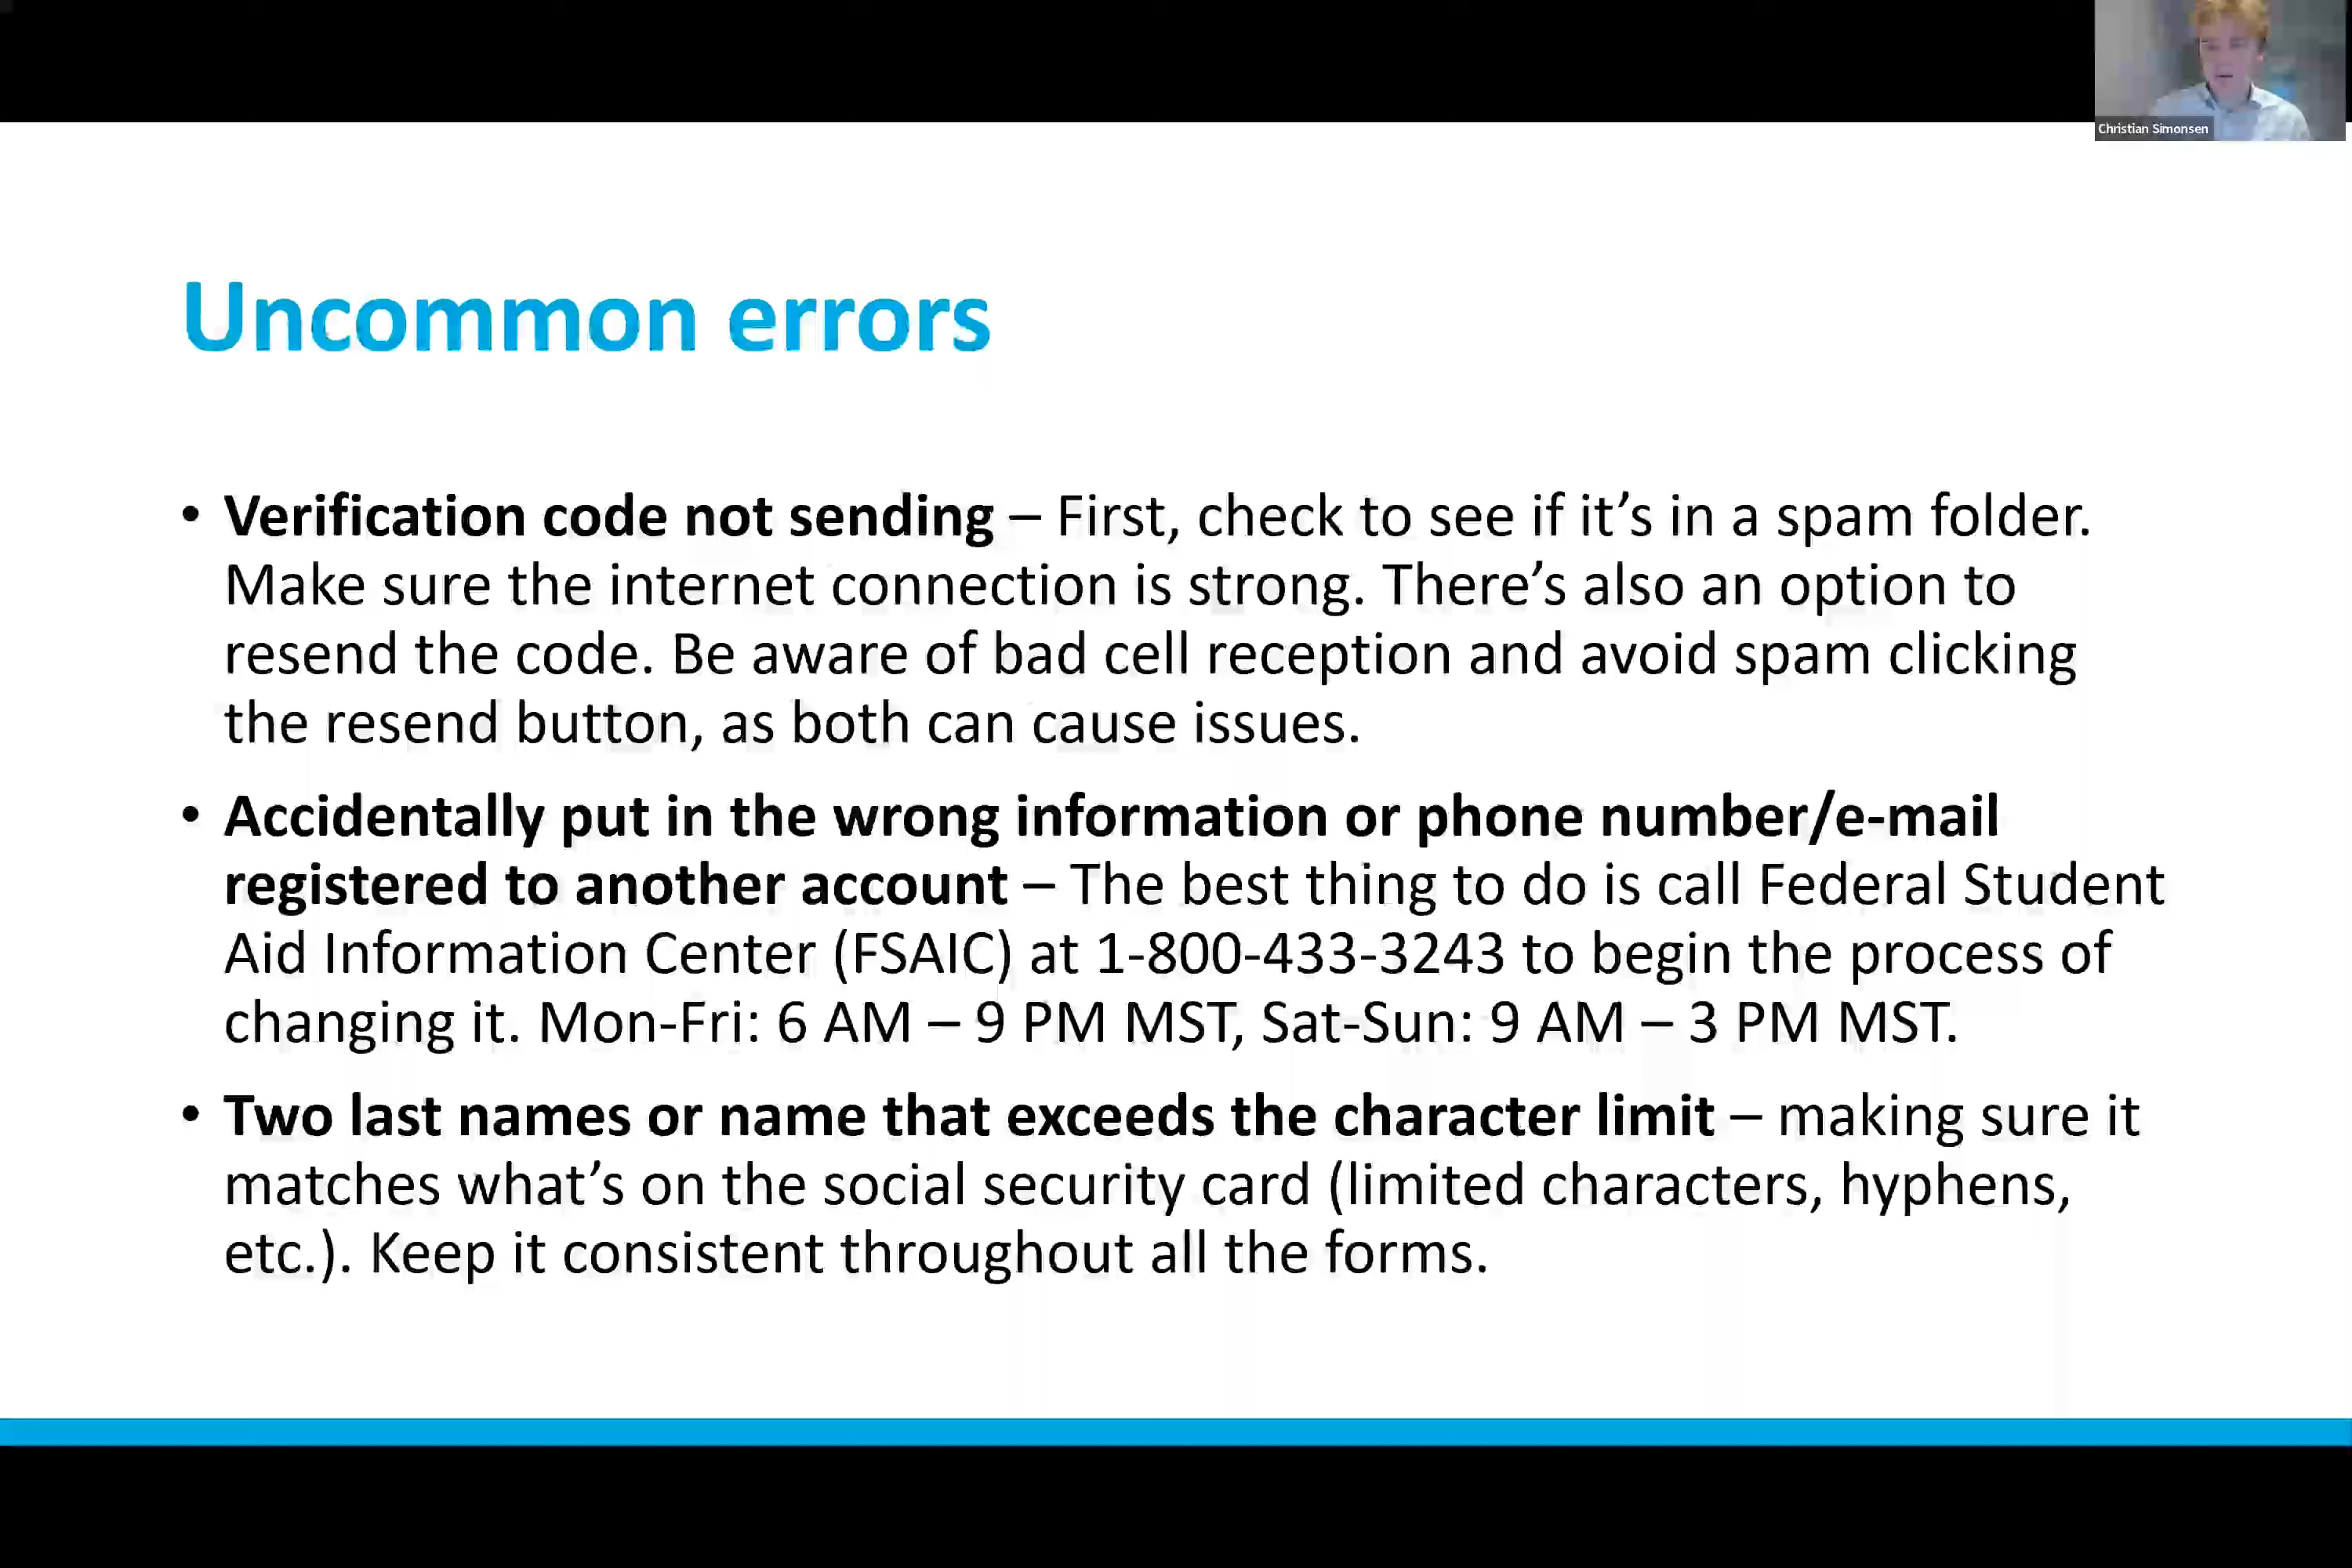 Christian Simonsen
Uncommon errors
• Verification code not sending – First, check to see if it’s in a spam folder.
Make sure the internet connection is strong. There’s also an option to
resend the code. Be aware of bad cell reception and avoid spam clicking
the resend button, as both can cause issues.
• Accidentally put in the wrong information or phone number/e-mail
registered to another account – The best thing to do is call Federal Student
Aid Information Center (FSAIC) at 1-800-433-3243 to begin the process of
changing it. Mon-Fri: 6 AM – 9 PM MST, Sat-Sun: 9 AM – 3 PM MST.
• Two last names or name that exceeds the character limit – making sure it
matches what’s on the social security card (limited characters, hyphens,
etc.). Keep it consistent throughout all the forms.